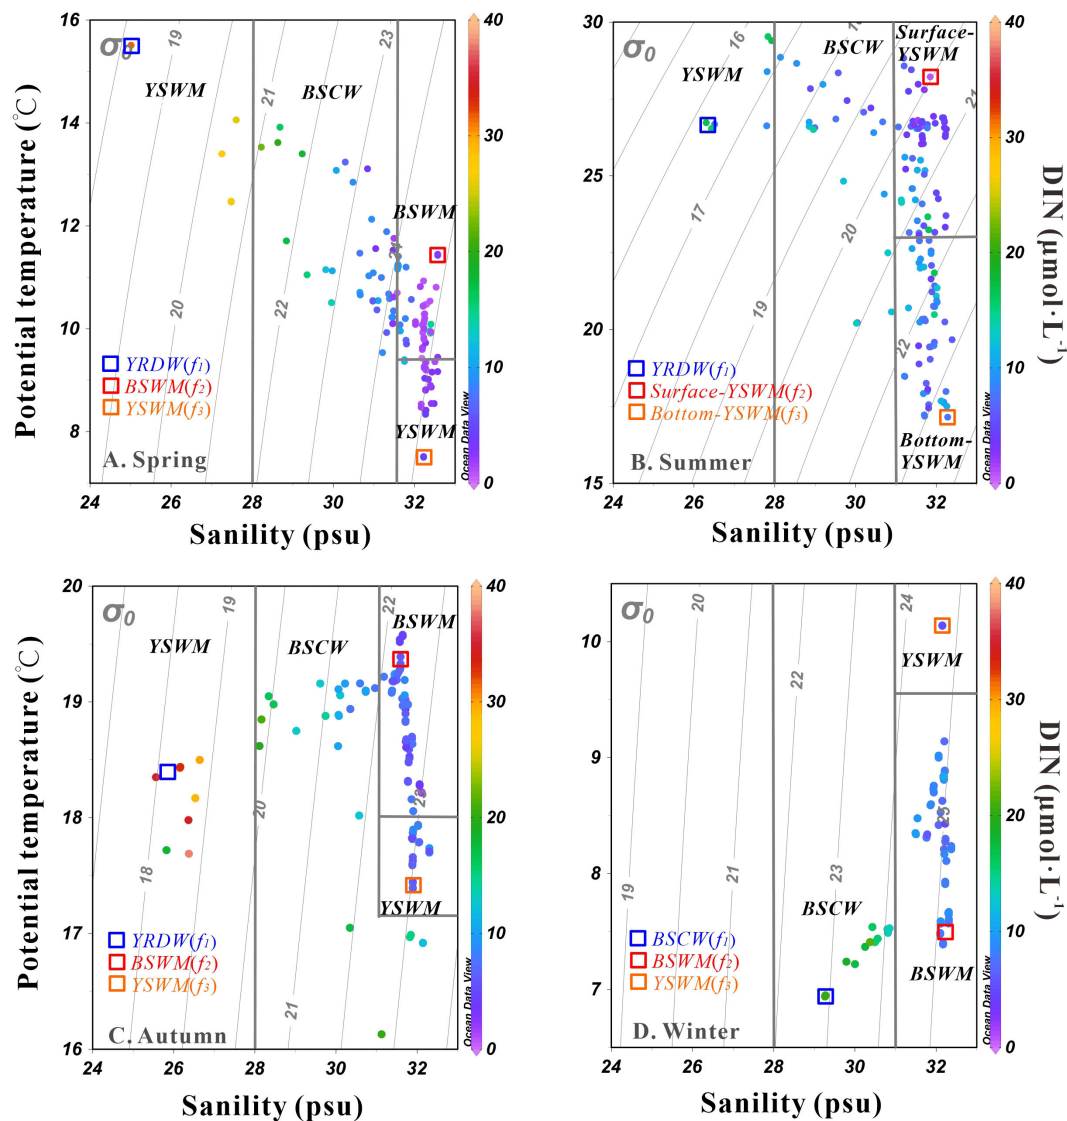 40
30
20
10
0
DIN (μmol·L⁻¹)
Potential temperature (℃)
16
14
12
10
8
σ₀
19
20
21
22
23
24
YSWM
BSCW
BSWM
YSWM
YRDW(f₁)
BSWM(f₂)
YSWM(f₃)
A. Spring
Ocean Data View
24
26
28
30
32
Sanility (psu)
30
25
20
15
σ₀
16
17
18
19
20
21
22
YSWM
BSCW
Surface-
YSWM
Bottom-
YSWM
YRDW(f₁)
Surface-YSWM(f₂)
Bottom-YSWM(f₃)
B. Summer
Ocean Data View
24
26
28
30
32
Sanility (psu)
40
30
20
10
0
Potential temperature (℃)
20
19
18
17
16
σ₀
18
19
20
21
22
23
YSWM
BSCW
BSWM
YSWM
YRDW(f₁)
BSWM(f₂)
YSWM(f₃)
C. Autumn
Ocean Data View
24
26
28
30
32
Sanility (psu)
40
30
20
10
0
10
9
8
7
σ₀
19
20
21
22
23
24
25
YSWM
BSCW
BSWM
BSCW(f₁)
BSWM(f₂)
YSWM(f₃)
D. Winter
Ocean Data View
24
26
28
30
32
Sanility (psu)
40
30
20
10
0
DIN (μmol·L⁻¹)